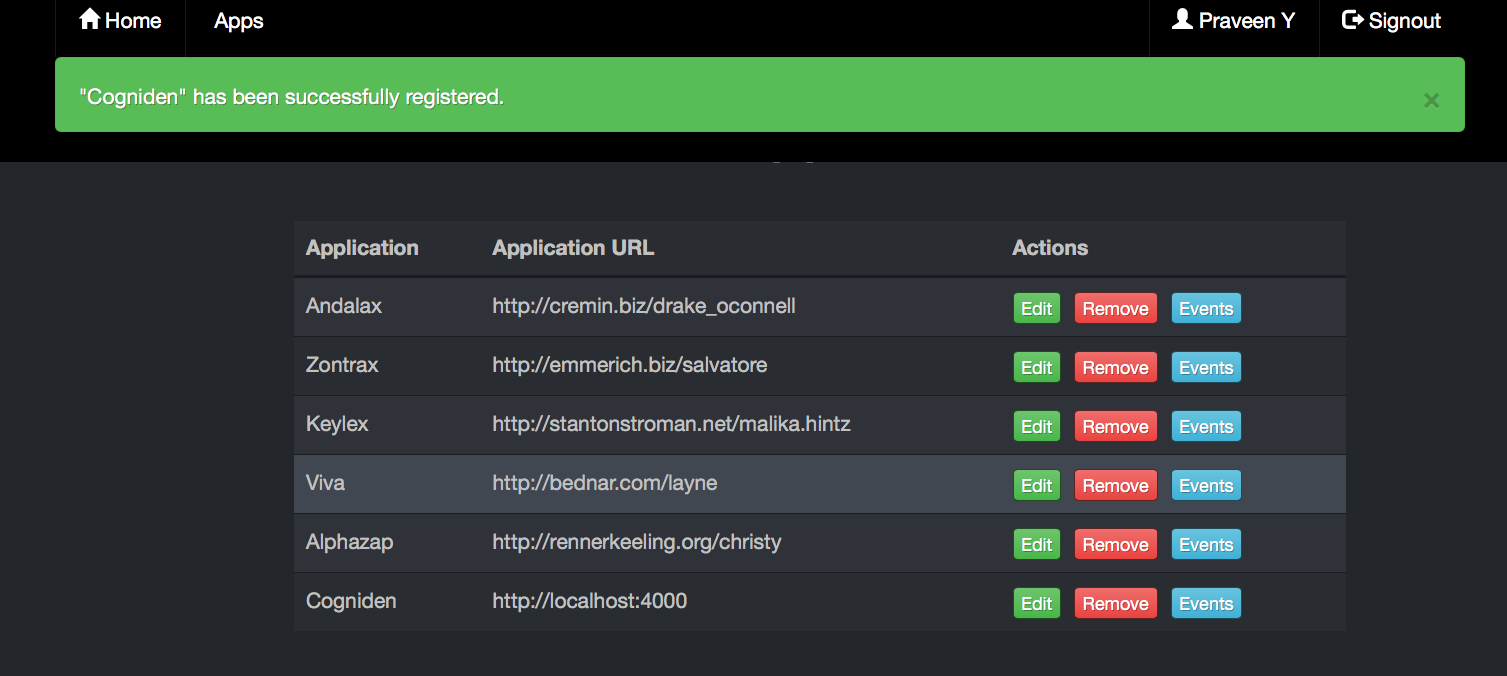 Home Apps Praveen Y Signout
"Cogniden" has been successfully registered. ×
Application Application URL Actions
Andalax http://cremin.biz/drake_oconnell Edit Remove Events
Zontrax http://emmerich.biz/salvatore Edit Remove Events
Keylex http://stantonstroman.net/malika.hintz Edit Remove Events
Viva http://bednar.com/layne Edit Remove Events
Alphazap http://rennerkeeling.org/christy Edit Remove Events
Cogniden http://localhost:4000 Edit Remove Events